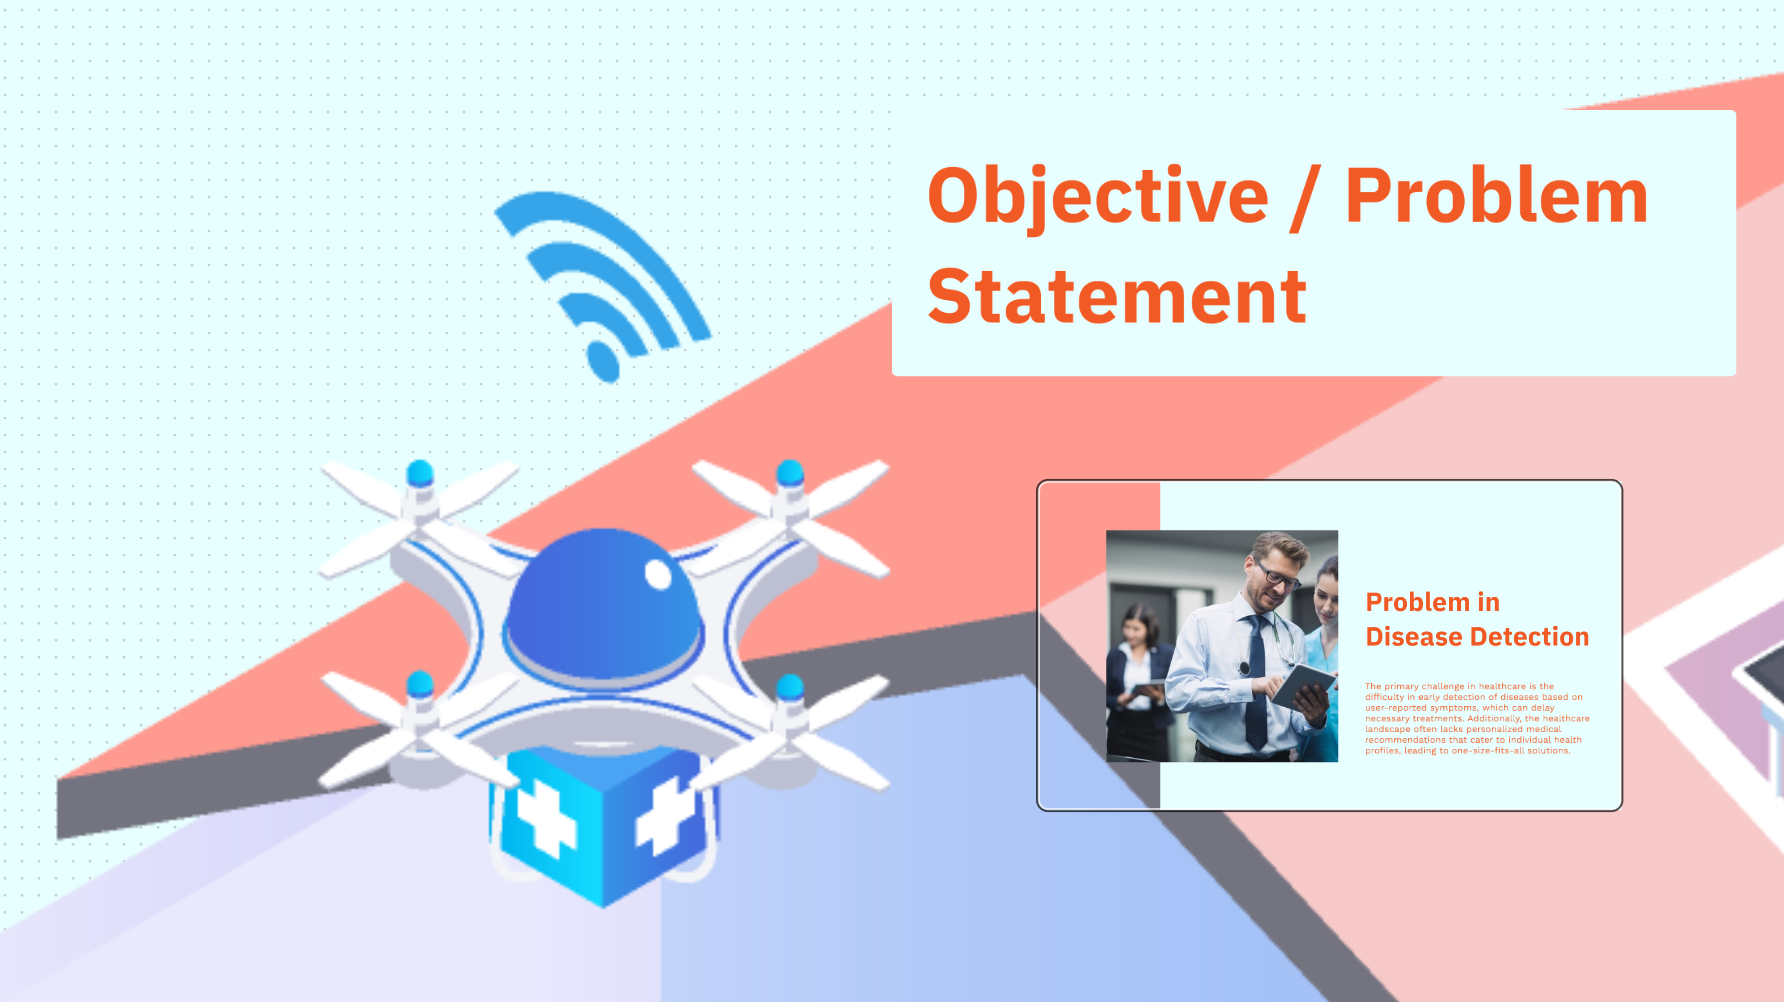 Objective / Problem
Statement
Problem in
Disease Detection
The primary challenge in healthcare is the
difficulty in early detection of diseases based on
user-reported symptoms, which can delay
necessary treatments. Additionally, the healthcare
landscape often lacks personalized medical
recommendations that cater to individual health
profiles, leading to one-size-fits-all solutions.